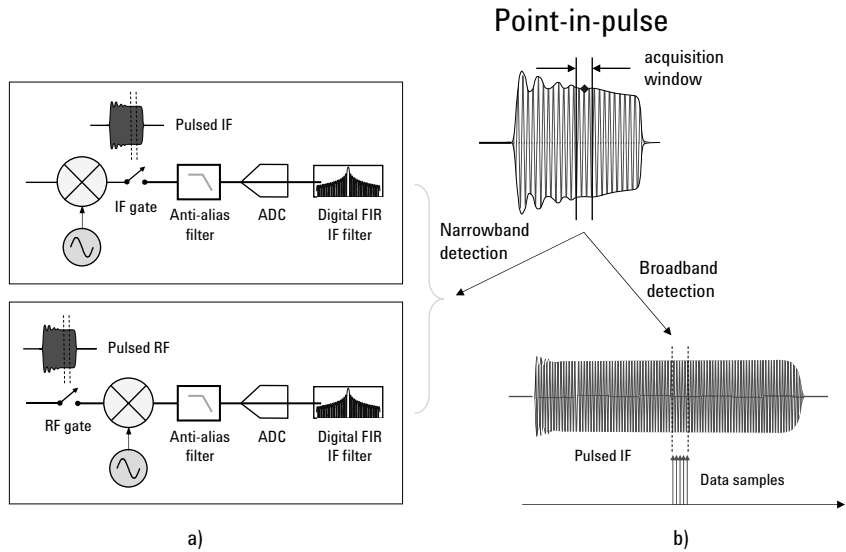 Point-in-pulse
acquisition
window
Pulsed IF
IF gate
Anti-alias
filter
ADC
Digital FIR
IF filter
Narrowband
detection
Broadband
detection
Pulsed RF
RF gate
Anti-alias
filter
ADC
Digital FIR
IF filter
Pulsed IF
Data samples
a)
b)